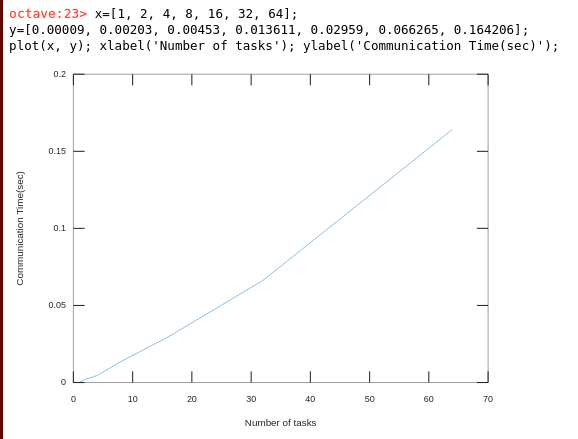 octave:23> x=[1, 2, 4, 8, 16, 32, 64];
y=[0.00009, 0.00203, 0.00453, 0.013611, 0.02959, 0.066265, 0.164206];
plot(x, y); xlabel('Number of tasks'); ylabel('Communication Time(sec)');
0.2
0.15
0.1
0.05
0
Communication Time(sec)
0 10 20 30 40 50 60 70
Number of tasks